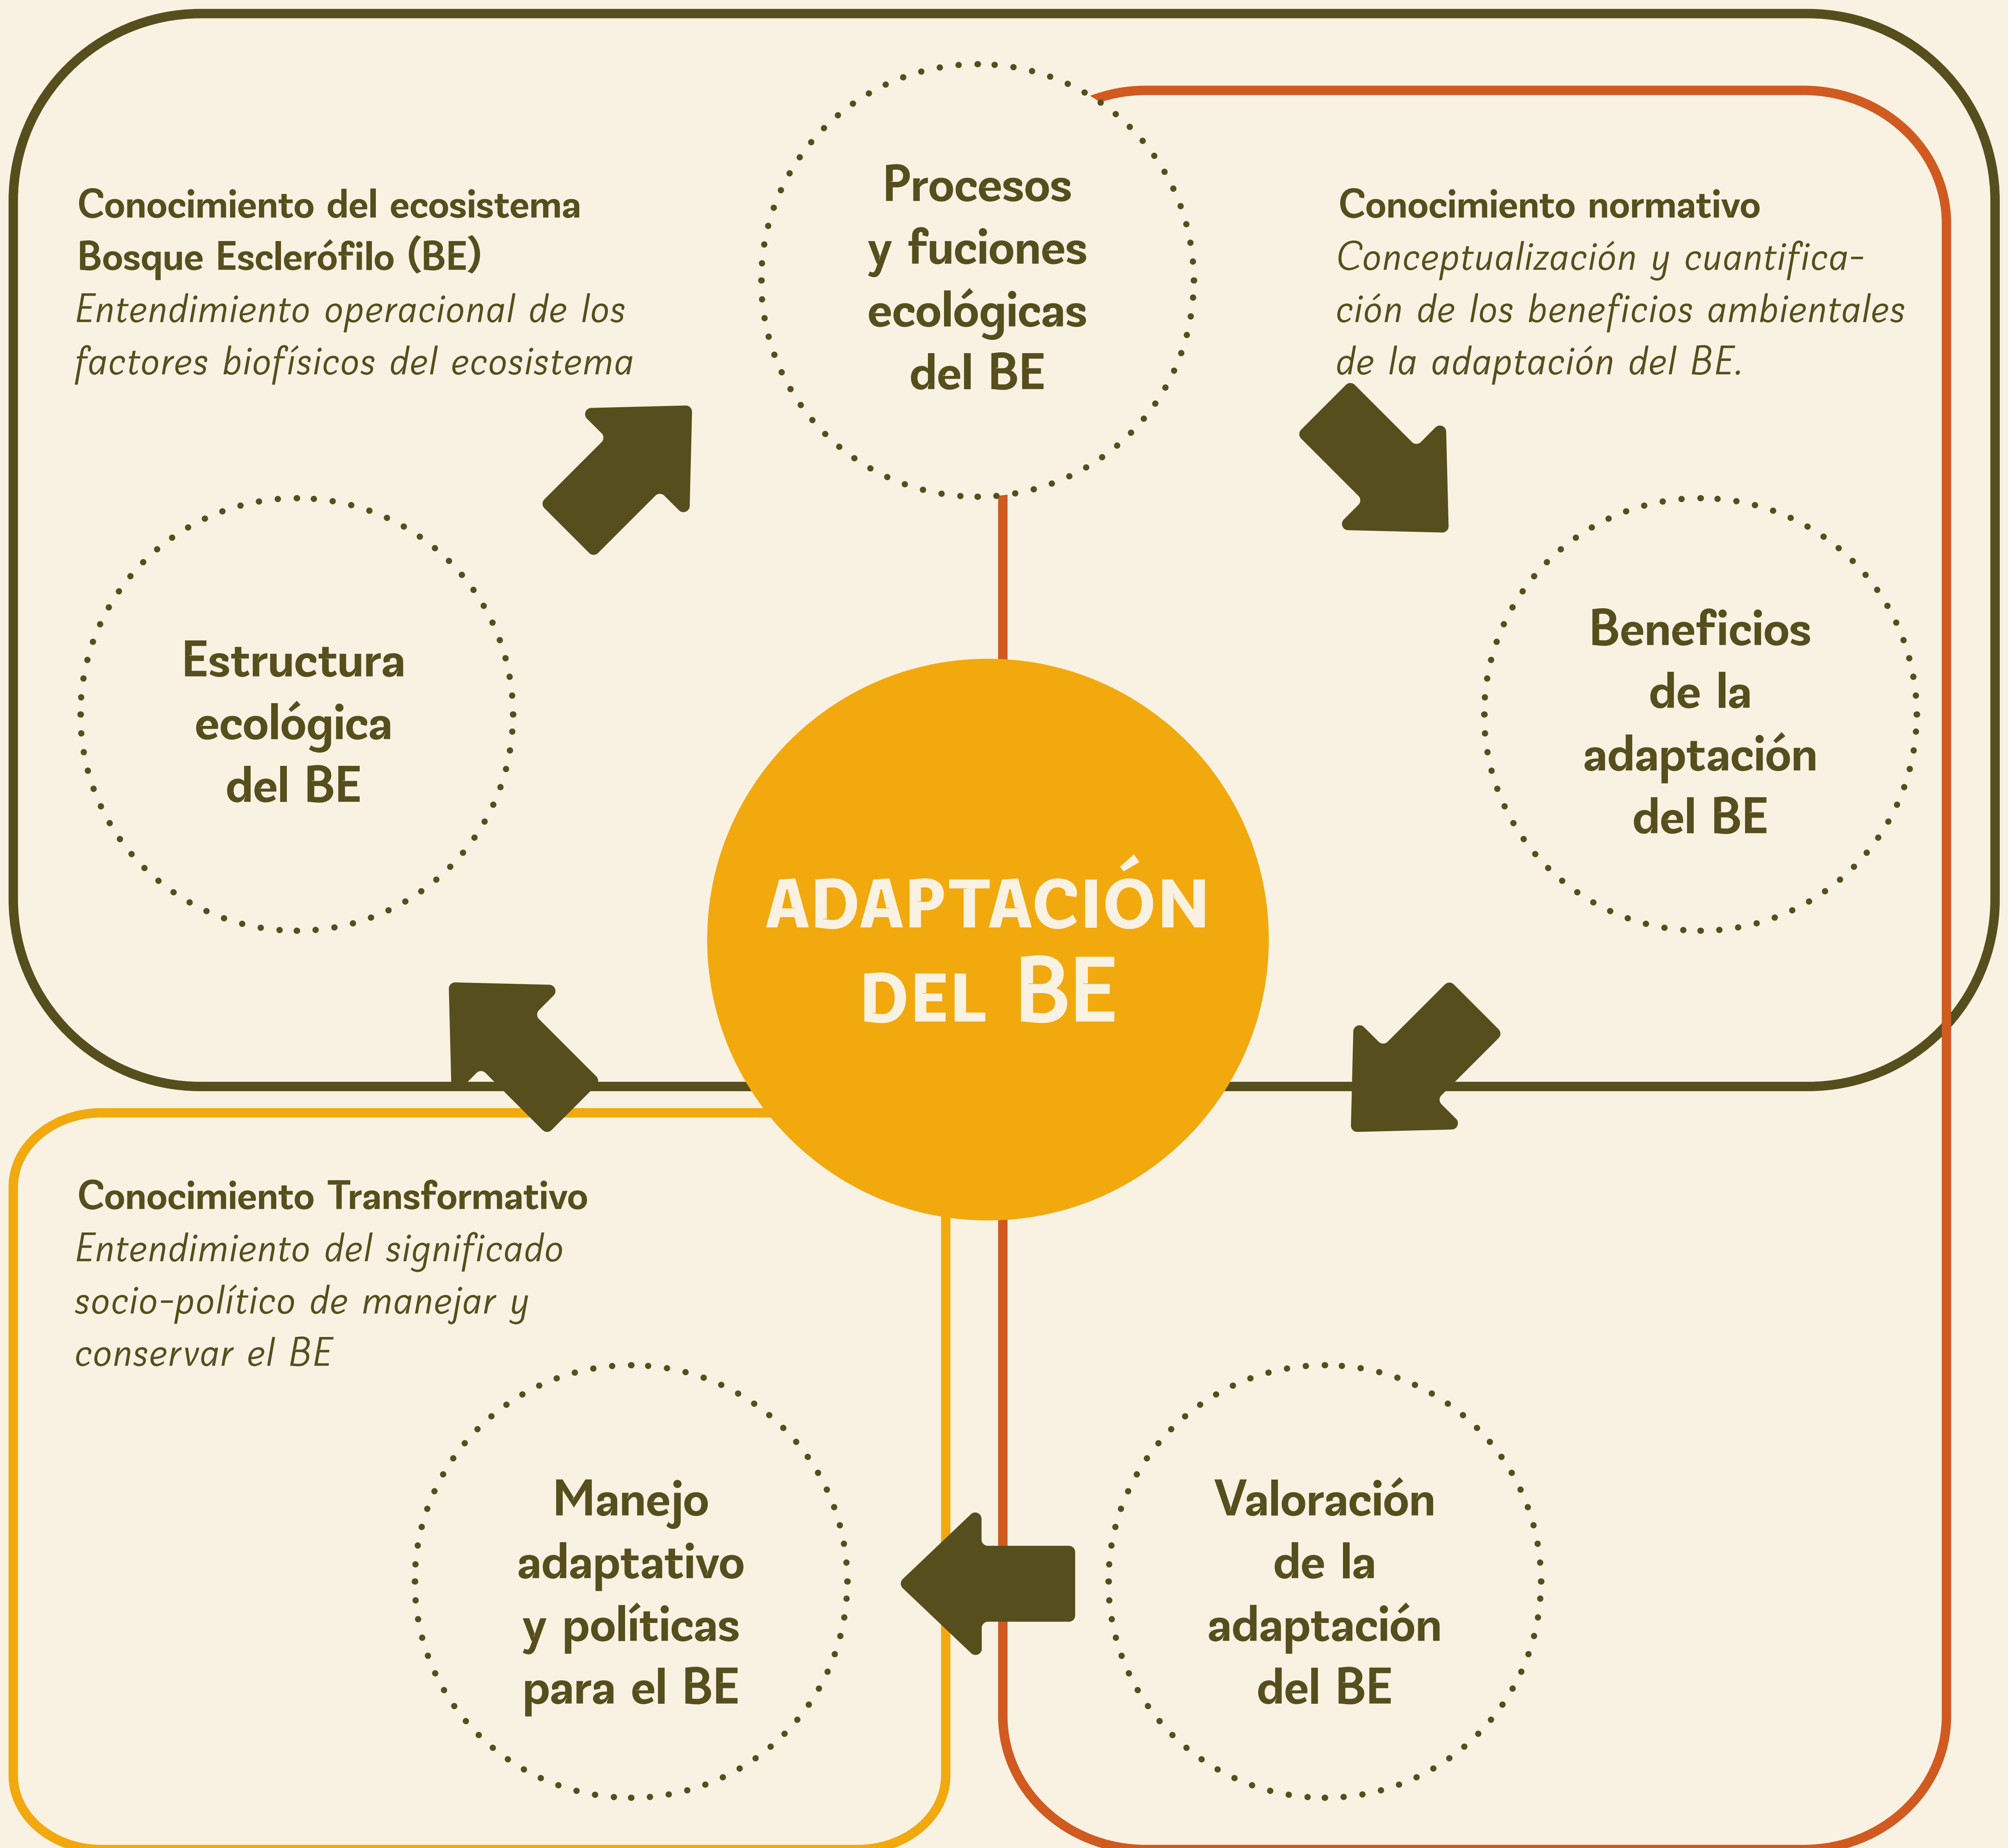 Conocimiento del ecosistema
Bosque Esclerófilo (BE)
Entendimiento operacional de los
factores biofísicos del ecosistema
Procesos
y fuciones
ecológicas
del BE
Conocimiento normativo
Conceptualización y cuantifica-
ción de los beneficios ambientales
de la adaptación del BE.
Estructura
ecológica
del BE
Beneficios
de la
adaptación
del BE
ADAPTACIÓN
DEL BE
Conocimiento Transformativo
Entendimiento del significado
socio-político de manejar y
conservar el BE
Manejo
adaptativo
y políticas
para el BE
Valoración
de la
adaptación
del BE